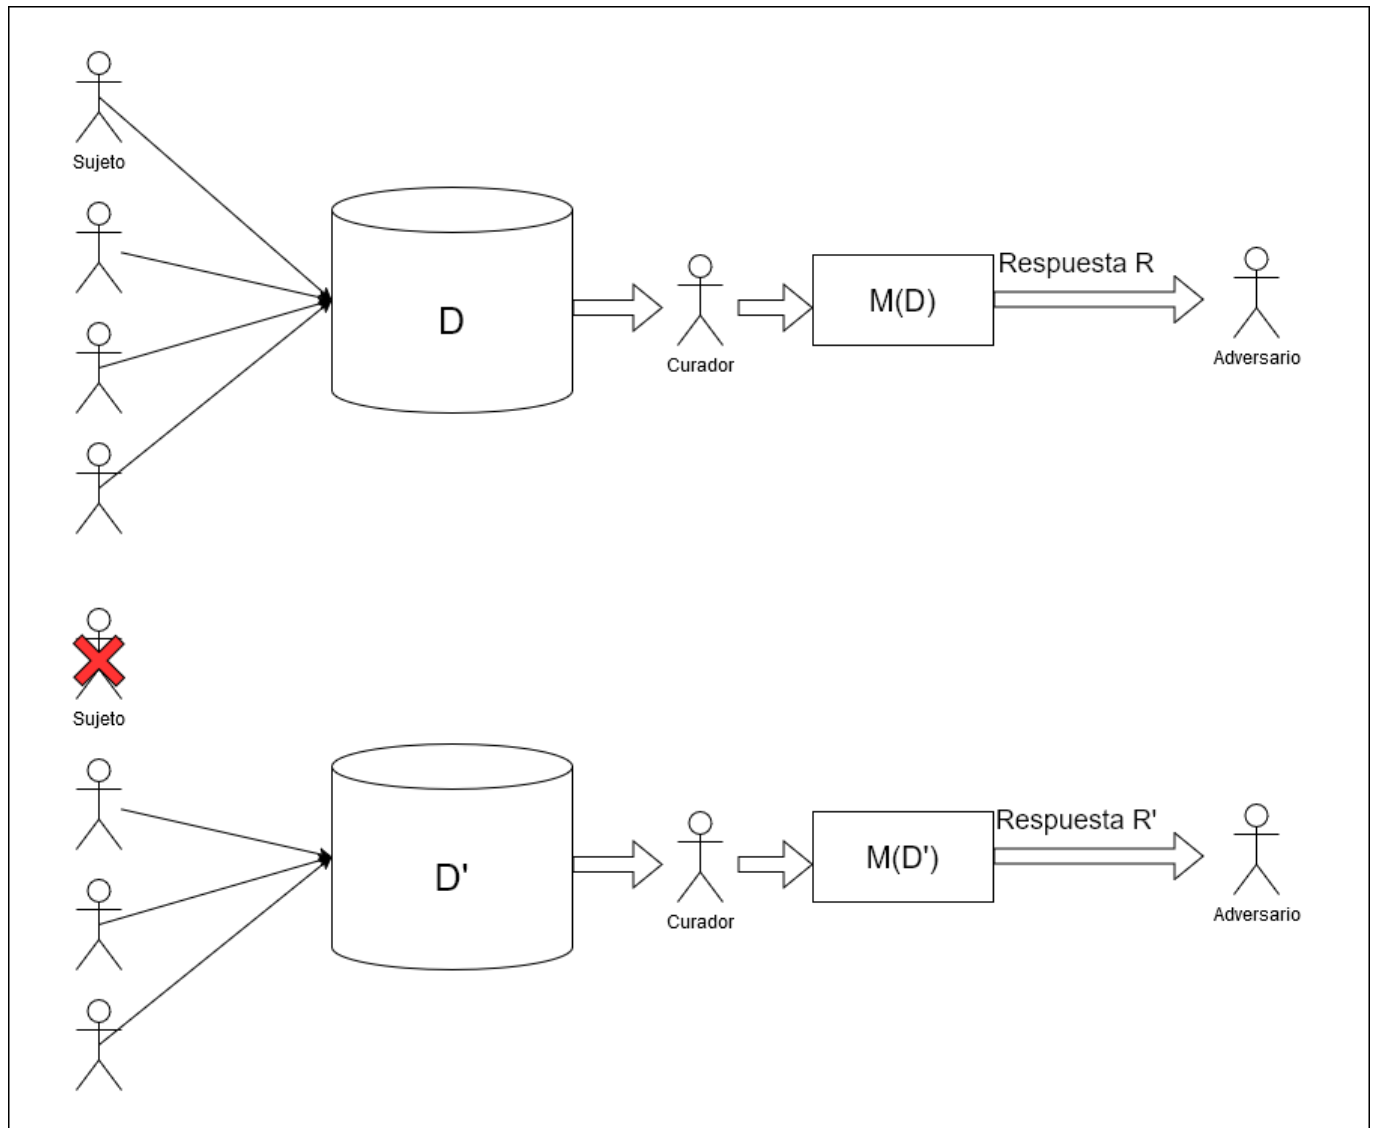 Sujeto
D
Curador
M(D)
Respuesta R
Adversario
Sujeto
D'
Curador
M(D')
Respuesta R'
Adversario